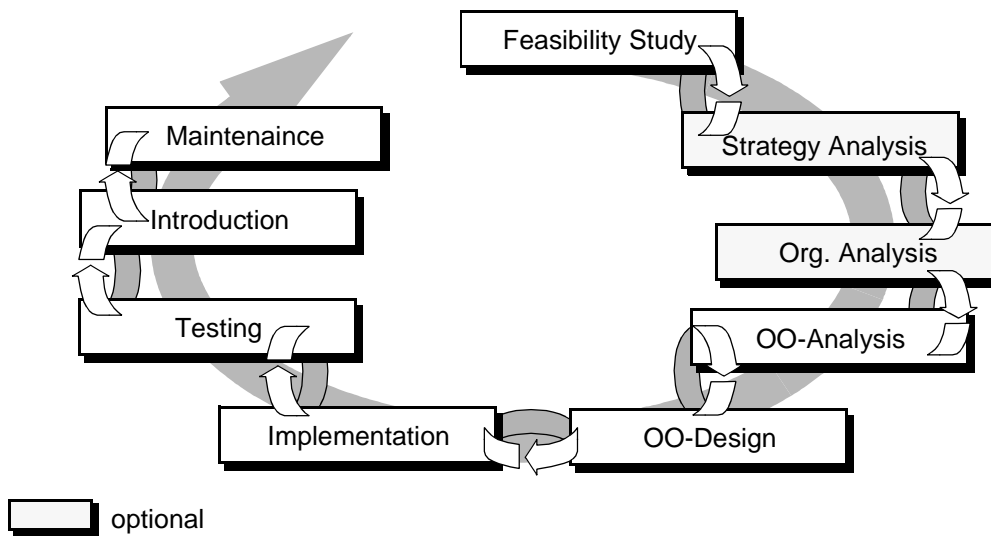 Feasibility Study
Strategy Analysis
Org. Analysis
OO-Analysis
OO-Design
Implementation
Testing
Introduction
Maintenaince
optional